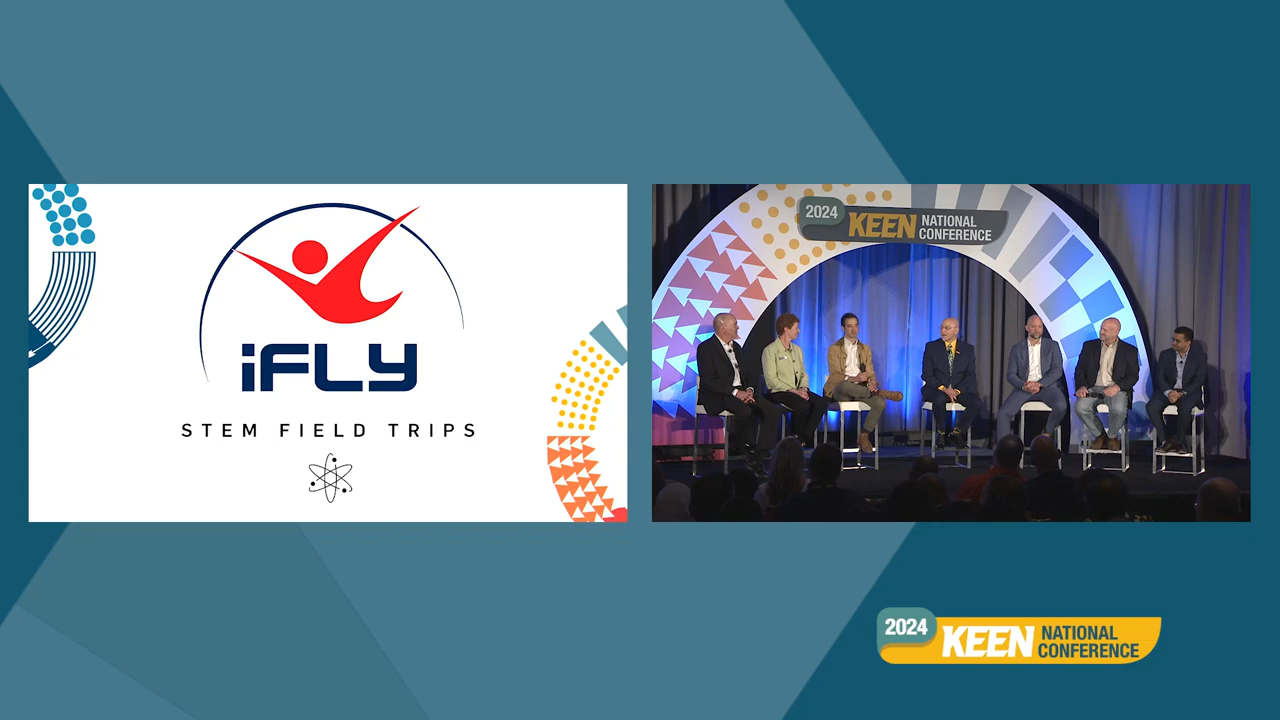 iFLY
STEM FIELD TRIPS
2024
KEEN NATIONAL
CONFERENCE
2024
KEEN NATIONAL
CONFERENCE